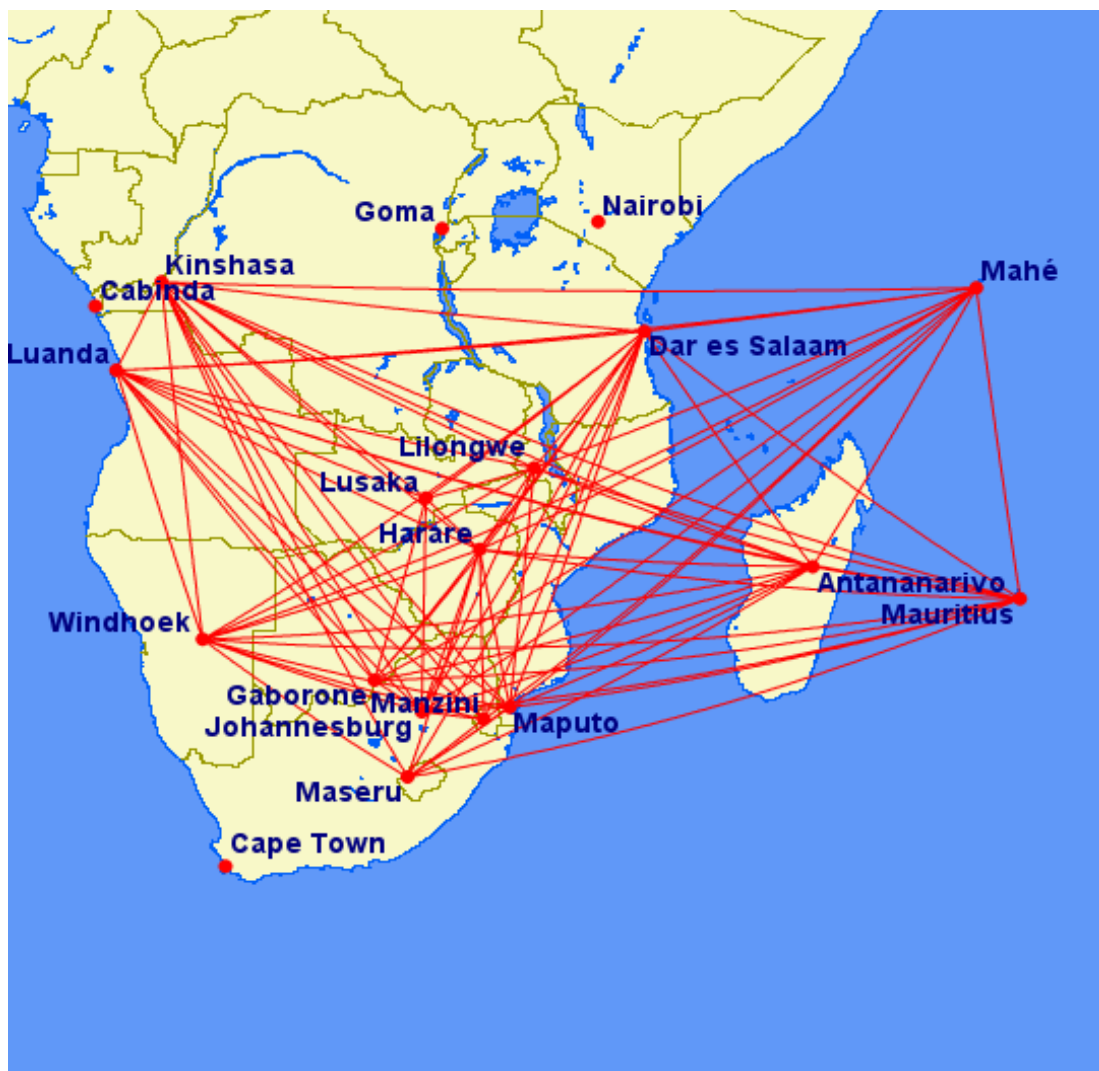 Nairobi
Goma
Kinshasa
Mahé
Cabinda
Luanda
Dar es Salaam
Lilongwe
Lusaka
Harare
Antananarivo
Mauritius
Windhoek
Gaborone
Manzini
Maputo
Johannesburg
Maseru
Cape Town